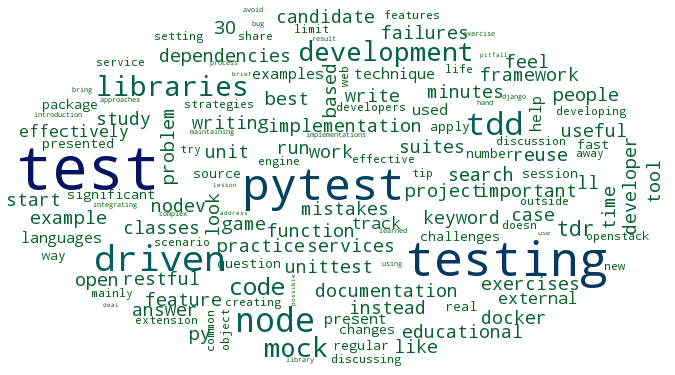 avoid
bug
30
candidate
features
exercise
setting
share
limit
failures
result
dependencies
development
pitfalls
process
web
service
examples
technique
life
feel
bring
brief
libraries
based
minutes
framework
approaches
strategies
django
package
study
problem
best
write
developers
used
hand
developing
people
introduction
maintaining
implementations
effectively
writing
implementation
apply
tdd
help
useful
presented
try
unit
run
work
suites
number
discussion
fast
engine
effective
test
source
tip
session
away
start
significant
lesson
address
pytest
project
search
important
reuse
ll
outside
developer
tool
integrating
complex
nodev
look
mistakes
keyword
case
time
example
classes
game
function
track
doesn
tdr
languages
scenario
practice
services
learned
challenges
openstack
way
question
driven
unittest
using
testing
use
new
open
restful
code
possible
documentation
exercises
mainly
feature
creating
external
deal
answer
node
instead
real
extension
py
common
object
present
changes
docker
educational
mock
regular
like
discussing
library